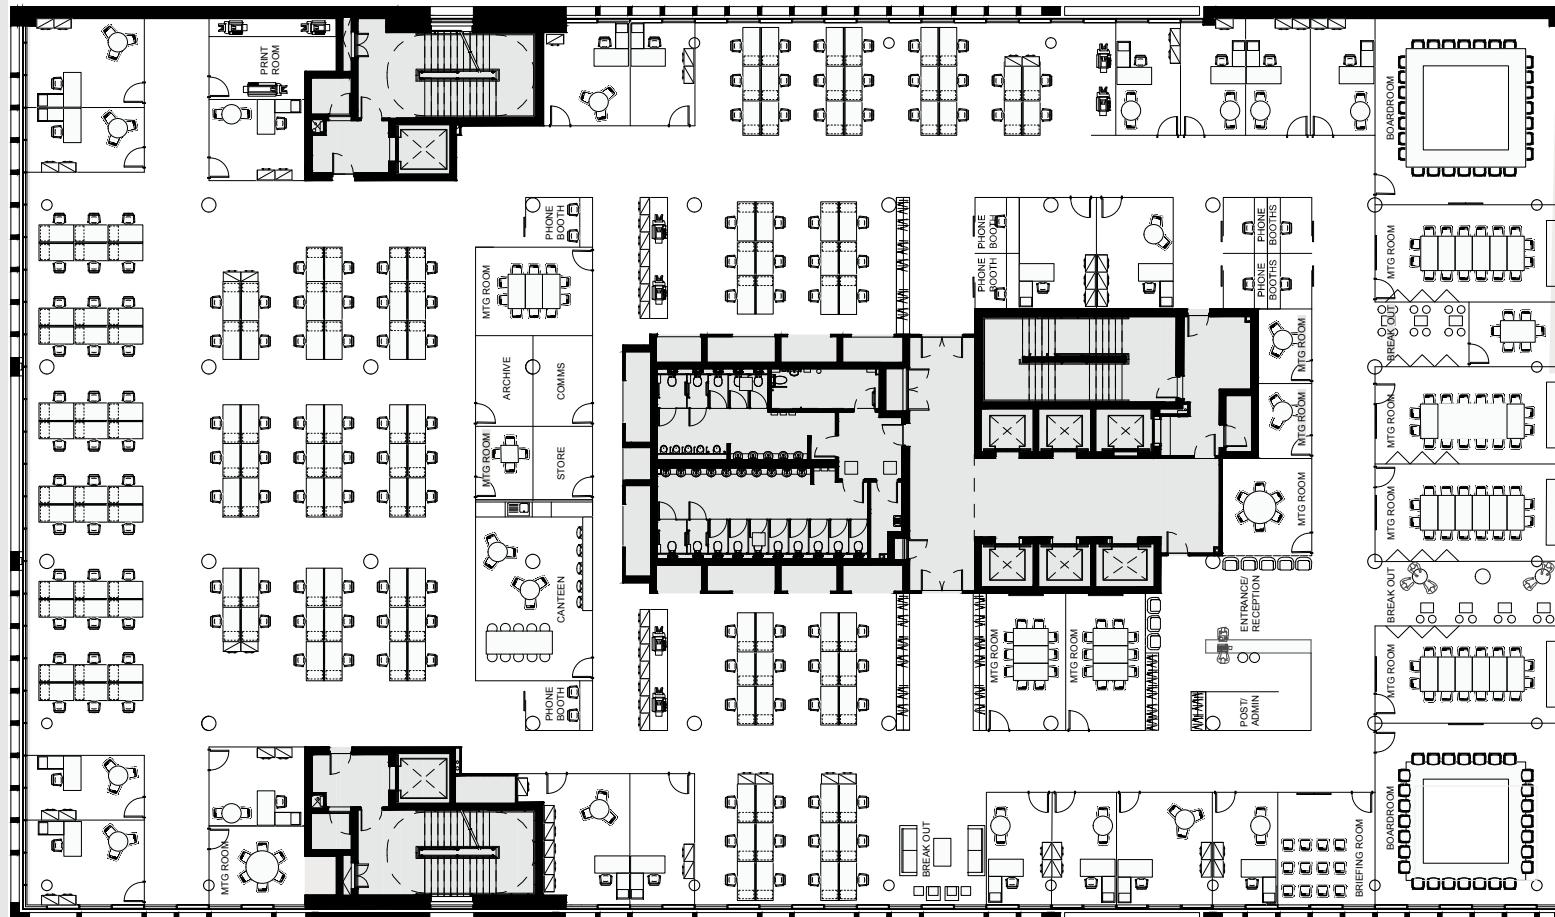 PRINT
ROOM
BOARDROOM
PHONE
BOOTH
PHONE
BOOTH
PHONE
BOOTHS
MTG ROOM
MTG ROOM
PHONE
BOOTH
PHONE
BOOTHS
BREAK OUT
MTG ROOM
ARCHIVE
COMMS
MTG ROOM
MTG ROOM
MTG ROOM
STORE
MTG ROOM
MTG ROOM
CANTEEN
ENTRANCE/
RECEPTION
BREAK OUT
MTG ROOM
MTG ROOM
MTG ROOM
PHONE
BOOTH
POST/
ADMIN
BOARDROOM
MTG ROOM
BREAK OUT
BRIEFING ROOM